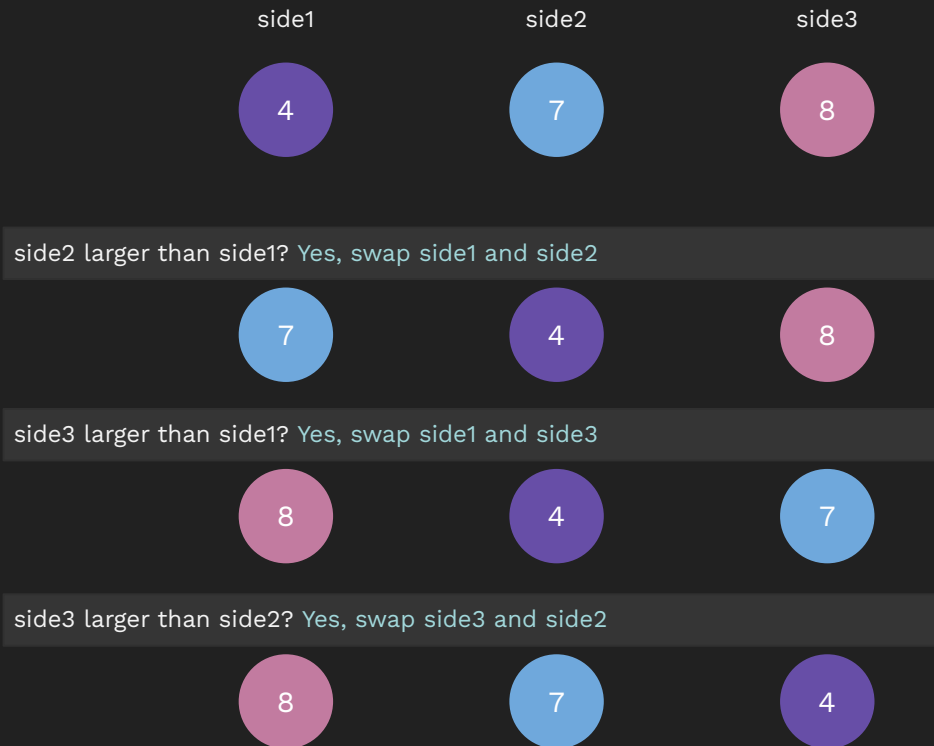 side1 side2 side3
4 7 8
side2 larger than side1? Yes, swap side1 and side2
7 4 8
side3 larger than side1? Yes, swap side1 and side3
8 4 7
side3 larger than side2? Yes, swap side3 and side2
8 7 4